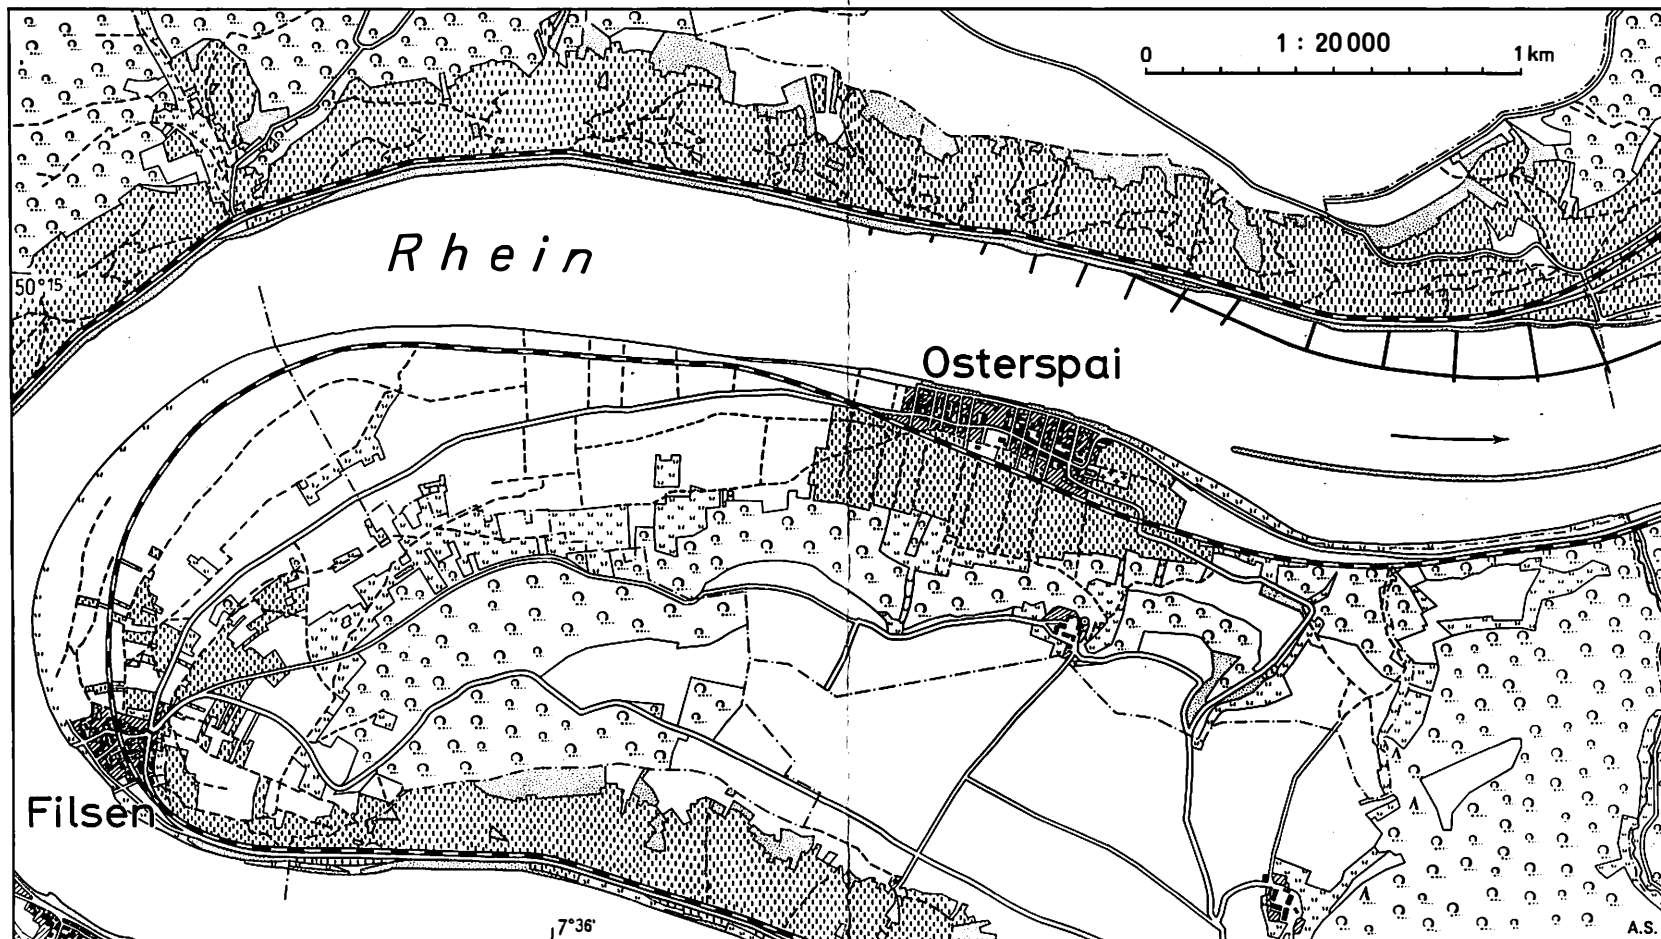 1 : 20 000
0 1 km
Rhein
50° 15
Osterspai
Filsen
7° 36'
A.S.